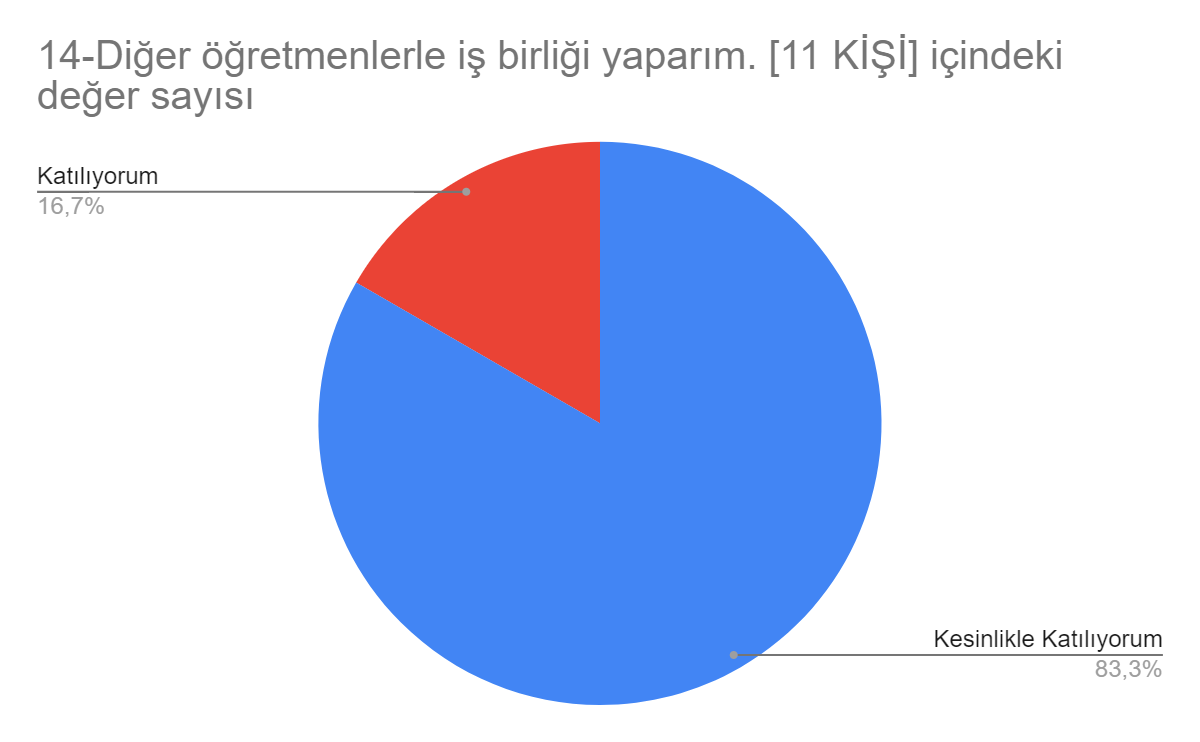 14-Diğer öğretmenlerle iş birliği yaparım. [11 KİŞİ] içindeki
değer sayısı
Katılıyorum
16,7%
Kesinlikle Katılıyorum
83,3%